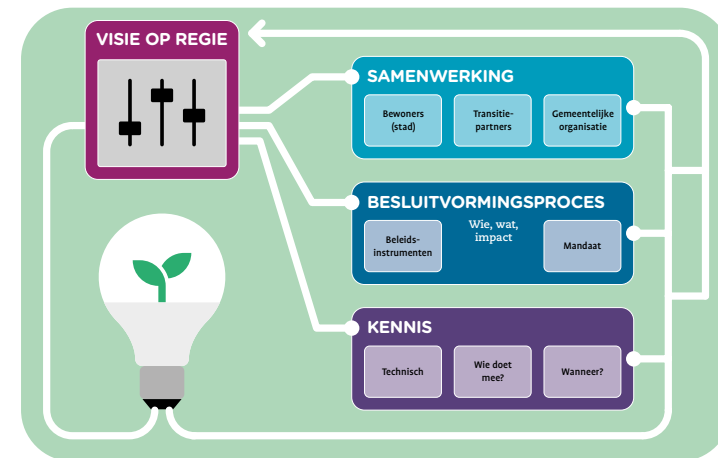 VISIE OP REGIE
SAMENWERKING
Bewoners
(stad)
Transitie-
partners
Gemeentelijke
organisatie
BESLUITVORMINGSPROCES
Beleids-
instrumenten
Wie, wat,
impact
Mandaat
KENNIS
Technisch
Wie doet
mee?
Wanneer?